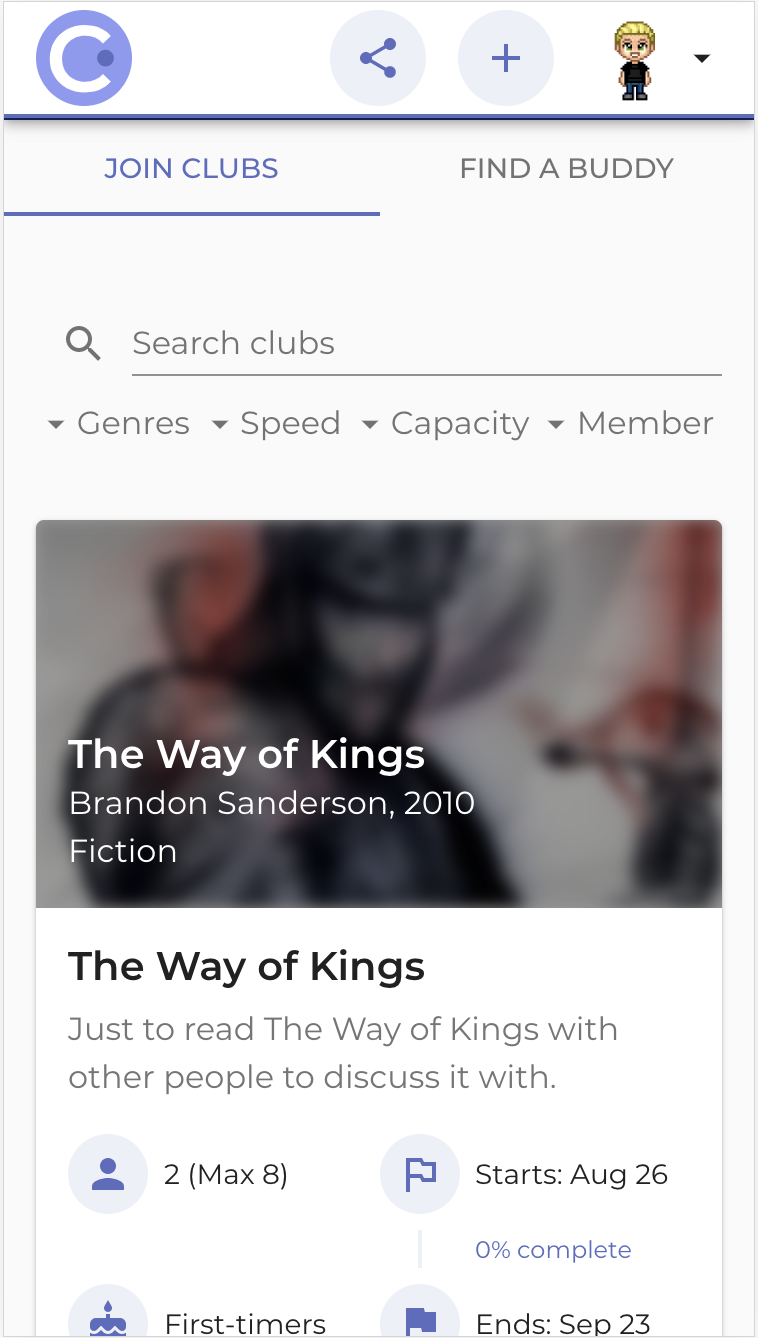 JOIN CLUBS
FIND A BUDDY
Search clubs
Genres Speed Capacity Member
The Way of Kings
Brandon Sanderson, 2010
Fiction
The Way of Kings
Just to read The Way of Kings with
other people to discuss it with.
2 (Max 8)
Starts: Aug 26
0% complete
First-timers
Ends: Sep 23